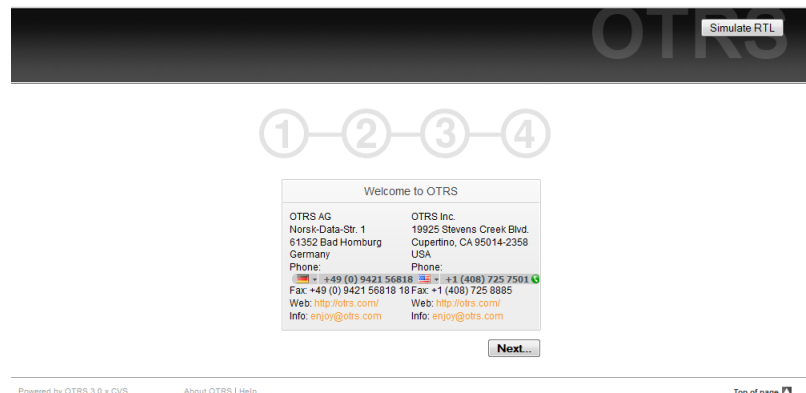 OTRS
Simulate RTL
1 2 3 4
Welcome to OTRS
OTRS AG
Norsk-Data-Str. 1
61352 Bad Homburg
Germany
Phone:
+49 (0) 9421 56818
Fax: +49 (0) 9421 56818 18
Web: http://otrs.com/
Info: enjoy@otrs.com
OTRS Inc.
19925 Stevens Creek Blvd.
Cupertino, CA 95014-2358
USA
Phone:
+1 (408) 725 7501
Fax: +1 (408) 725 8885
Web: http://otrs.com/
Info: enjoy@otrs.com
Next...
Powered by OTRS 3.0.x CVS
About OTRS | Help
Top of page